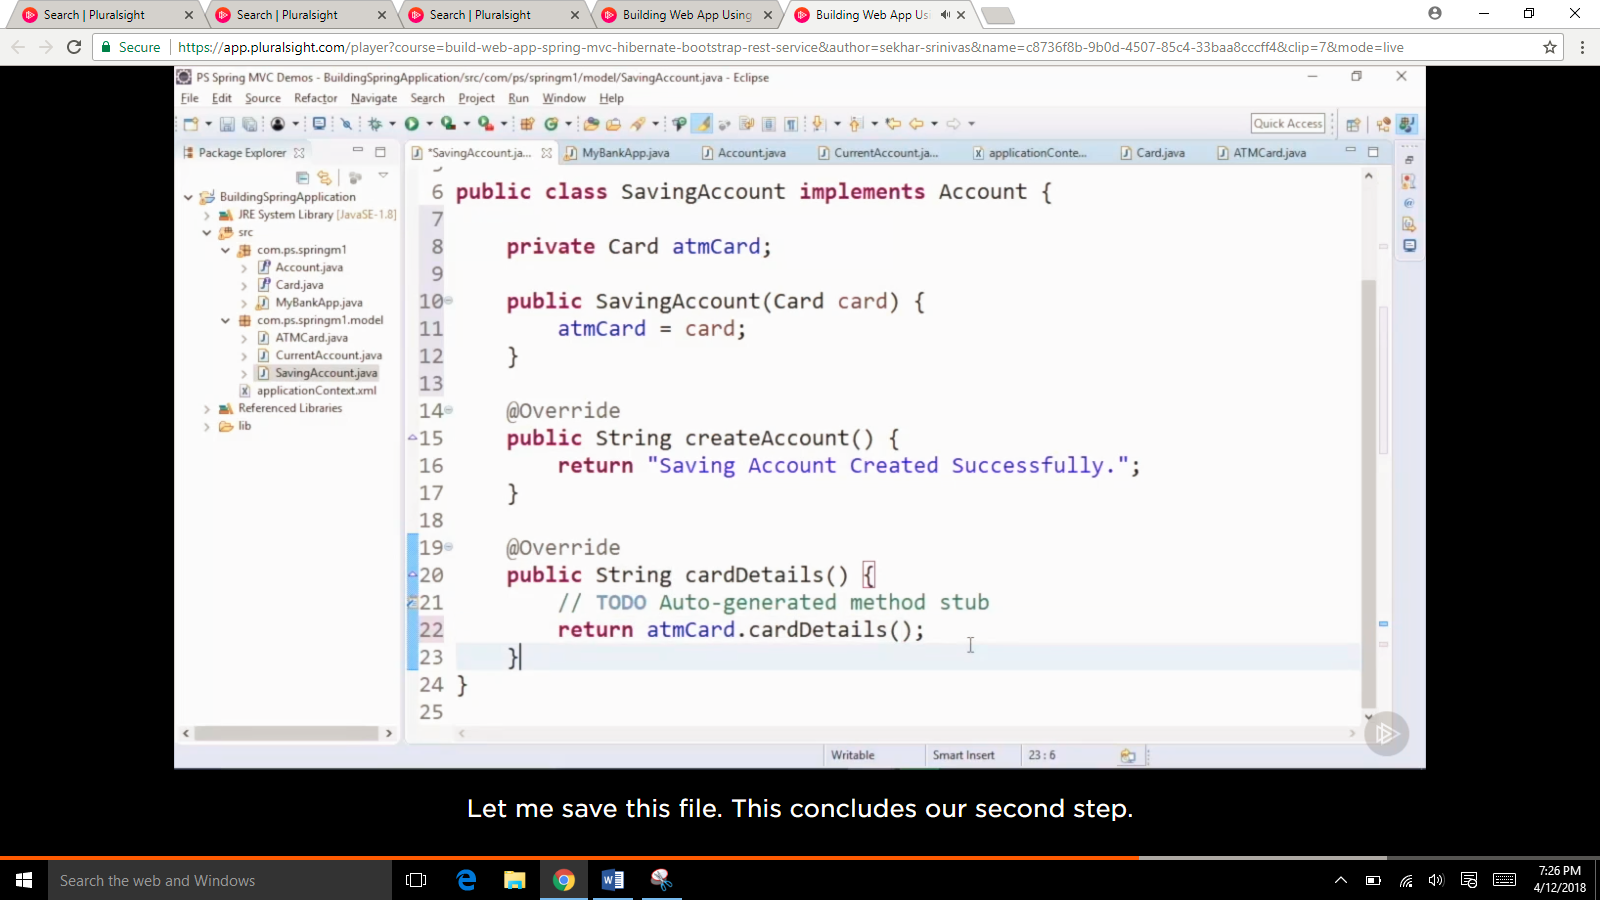 Search | Pluralsight
Search | Pluralsight
Search | Pluralsight
Building Web App Using
Building Web App Us
Secure
https://app.pluralsight.com/player?course=build-web-app-spring-mvc-hibernate-bootstrap-rest-service&author=sekhar-srinivas&name=c8736f8b-9b0d-4507-85c4-33baa8cccff4&clip=7&mode=live
PS Spring MVC Demos - BuildingSpringApplication/src/com/ps/springm1/model/SavingAccount.java - Eclipse
File Edit Source Refactor Navigate Search Project Run Window Help
Quick Access
Package Explorer
*SavingAccount.ja...
MyBankApp.java
Account.java
CurrentAccount.ja...
applicationConte...
Card.java
ATMCard.java
BuildingSpringApplication
JRE System Library [JavaSE-1.8]
src
com.ps.springm1
Account.java
Card.java
MyBankApp.java
com.ps.springm1.model
ATMCard.java
CurrentAccount.java
SavingAccount.java
applicationContext.xml
Referenced Libraries
lib
6 public class SavingAccount implements Account {
7
8 private Card atmCard;
9
10 public SavingAccount(Card card) {
11 atmCard = card;
12 }
13
14 @Override
15 public String createAccount() {
16 return "Saving Account Created Successfully.";
17 }
18
19 @Override
20 public String cardDetails() {
21 // TODO Auto-generated method stub
22 return atmCard.cardDetails();
23 }
24 }
25
Writable
Smart Insert
23 : 6
Let me save this file. This concludes our second step.
Search the web and Windows
7:26 PM
4/12/2018